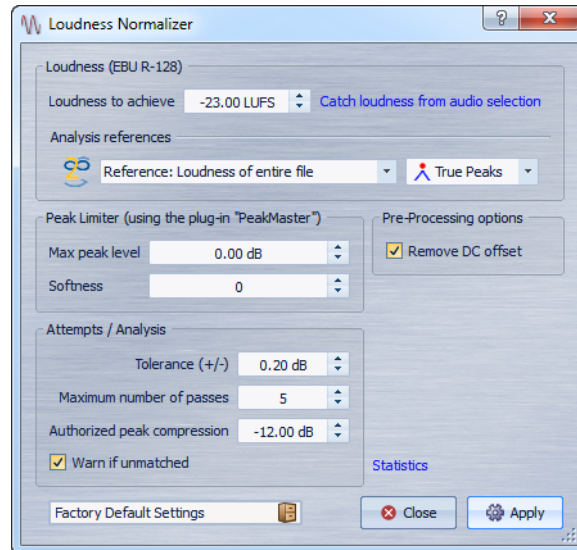 Loudness Normalizer
Loudness (EBU R-128)
Loudness to achieve -23.00 LUFS Catch loudness from audio selection
Analysis references
Reference: Loudness of entire file True Peaks
Peak Limiter (using the plug-in "PeakMaster") Pre-Processing options
Max peak level 0.00 dB Remove DC offset
Softness 0
Attempts / Analysis
Tolerance (+/-) 0.20 dB
Maximum number of passes 5
Authorized peak compression -12.00 dB
Warn if unmatched Statistics
Factory Default Settings Close Apply